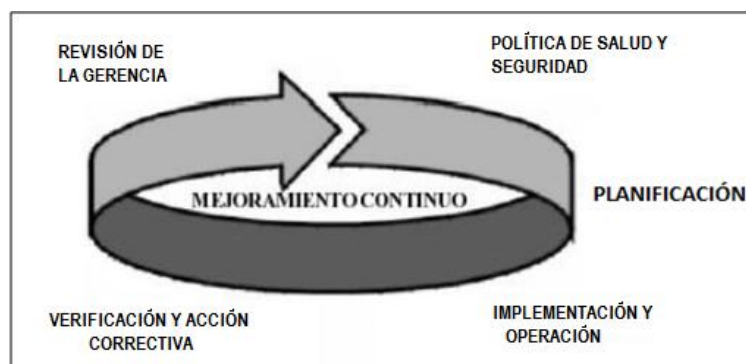 REVISIÓN DE
LA GERENCIA
POLÍTICA DE SALUD Y
SEGURIDAD
MEJORAMIENTO CONTINUO
PLANIFICACIÓN
VERIFICACIÓN Y ACCIÓN
CORRECTIVA
IMPLEMENTACIÓN Y
OPERACIÓN